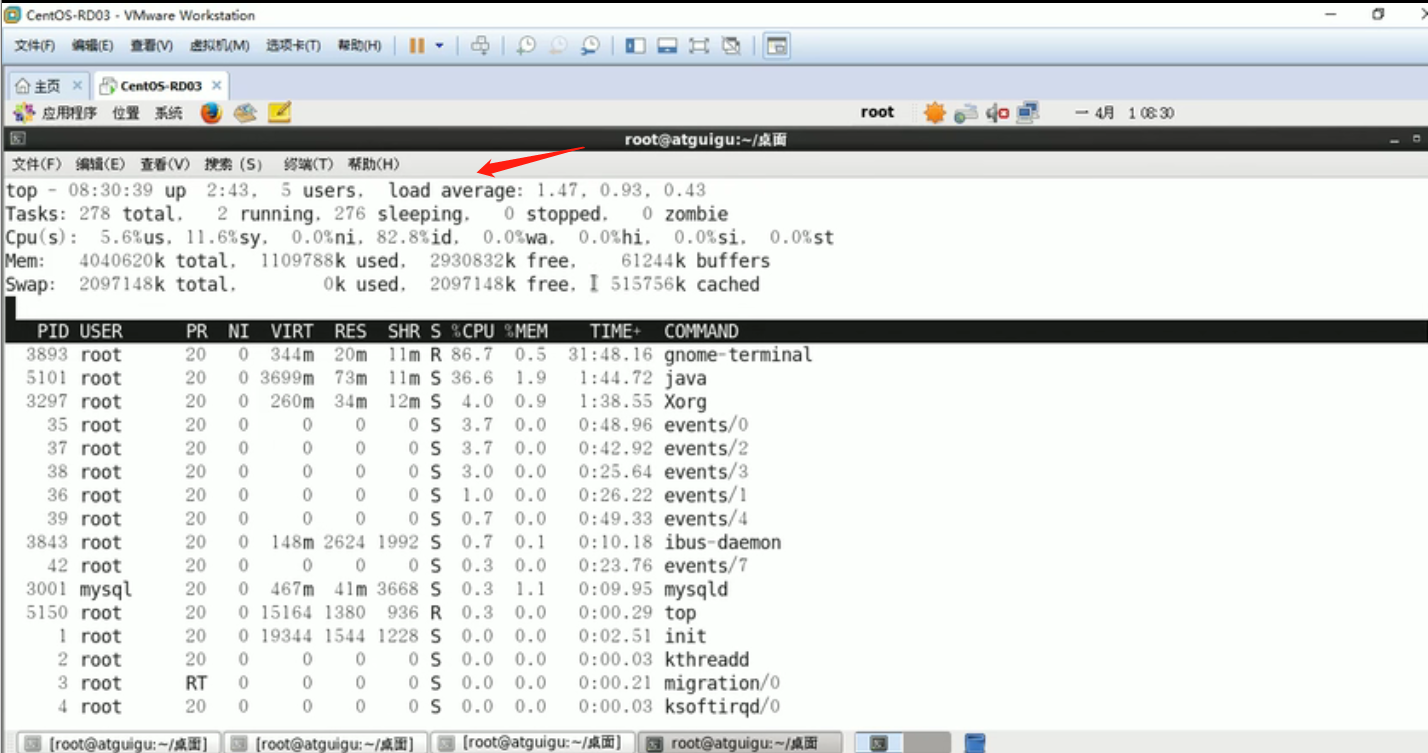 CentOS-RD03 - VMware Workstation
文件(F) 编辑(E) 查看(V) 虚拟机(M) 选项卡(T) 帮助(H)
主页 × CentOS-RD03 ×
应用程序 位置 系统 root 一 4月 1 08:30
root@atguigu:~/桌面
文件(F) 编辑(E) 查看(V) 搜索 (S) 终端(T) 帮助(H)
top - 08:30:39 up 2:43, 5 users, load average: 1.47, 0.93, 0.43
Tasks: 278 total, 2 running, 276 sleeping, 0 stopped, 0 zombie
Cpu(s): 5.6%us, 11.6%sy, 0.0%ni, 82.8%id, 0.0%wa, 0.0%hi, 0.0%si, 0.0%st
Mem: 4040620k total, 1109788k used, 2930832k free, 61244k buffers
Swap: 2097148k total, 0k used, 2097148k free, 515756k cached
PID USER PR NI VIRT RES SHR S %CPU %MEM TIME+ COMMAND
3893 root 20 0 344m 20m 11m R 86.7 0.5 31:48.16 gnome-terminal
5101 root 20 0 3699m 73m 11m S 36.6 1.9 1:44.72 java
3297 root 20 0 260m 34m 12m S 4.0 0.9 1:38.55 Xorg
35 root 20 0 0 0 0 S 3.7 0.0 0:48.96 events/0
37 root 20 0 0 0 0 S 3.7 0.0 0:42.92 events/2
38 root 20 0 0 0 0 S 3.0 0.0 0:25.64 events/3
36 root 20 0 0 0 0 S 1.0 0.0 0:26.22 events/1
39 root 20 0 0 0 0 S 0.7 0.0 0:49.33 events/4
3843 root 20 0 148m 2624 1992 S 0.7 0.1 0:10.18 ibus-daemon
42 root 20 0 0 0 0 S 0.3 0.0 0:23.76 events/7
3001 mysql 20 0 467m 41m 3668 S 0.3 1.1 0:09.95 mysqld
5150 root 20 0 15164 1380 936 R 0.3 0.0 0:00.29 top
1 root 20 0 19344 1544 1228 S 0.0 0.0 0:02.51 init
2 root 20 0 0 0 0 S 0.0 0.0 0:00.03 kthreadd
3 root RT 0 0 0 0 S 0.0 0.0 0:00.21 migration/0
4 root 20 0 0 0 0 S 0.0 0.0 0:00.03 ksoftirqd/0
[root@atguigu:~/桌面] [root@atguigu:~/桌面] [root@atguigu:~/桌面] root@atguigu:~/桌面